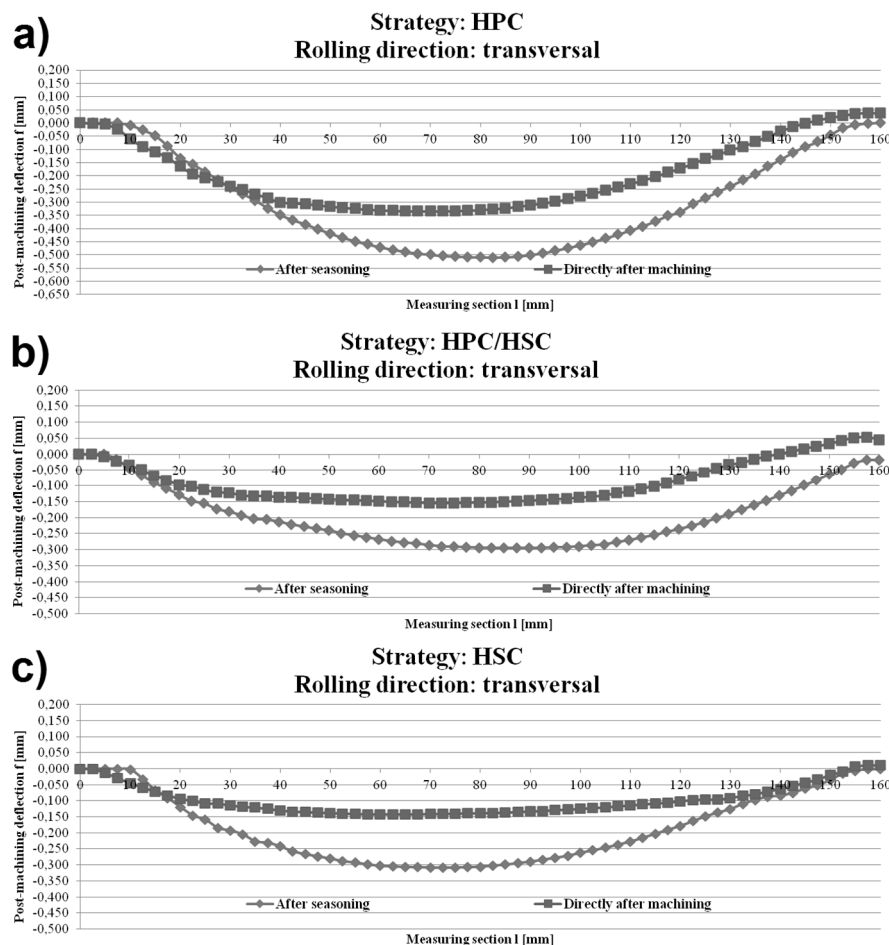 a)
Strategy: HPC
Rolling direction: transversal
Post-machining deflection f [mm]
0,200
0,150
0,100
0,050
0,000
-0,050
-0,100
-0,150
-0,200
-0,250
-0,300
-0,350
-0,400
-0,450
-0,500
-0,550
-0,600
-0,650
0 10 20 30 40 50 60 70 80 90 100 110 120 130 140 150 160
After seasoning Directly after machining
Measuring section l [mm]
b)
Strategy: HPC/HSC
Rolling direction: transversal
Post-machining deflection f [mm]
0,200
0,150
0,100
0,050
0,000
-0,050
-0,100
-0,150
-0,200
-0,250
-0,300
-0,350
-0,400
-0,450
-0,500
0 10 20 30 40 50 60 70 80 90 100 110 120 130 140 150 160
After seasoning Directly after machining
Measuring section l [mm]
c)
Strategy: HSC
Rolling direction: transversal
Post-machining deflection f [mm]
0,200
0,150
0,100
0,050
0,000
-0,050
-0,100
-0,150
-0,200
-0,250
-0,300
-0,350
-0,400
-0,450
-0,500
0 10 20 30 40 50 60 70 80 90 100 110 120 130 140 150 160
After seasoning Directly after machining
Measuring section l [mm]